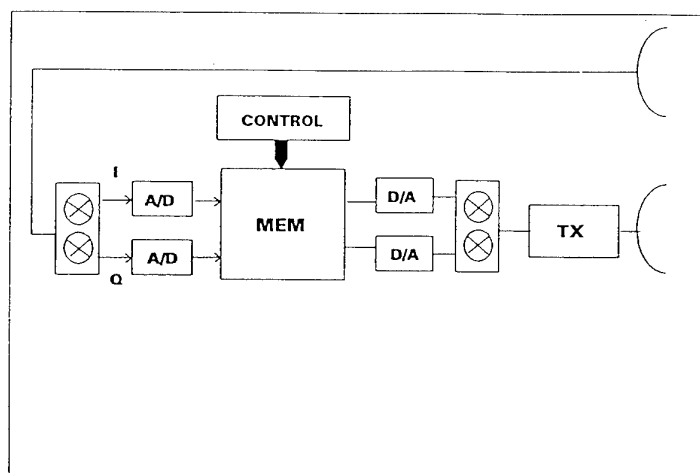 CONTROL
I
A/D
MEM
D/A
TX
A/D
D/A
Q